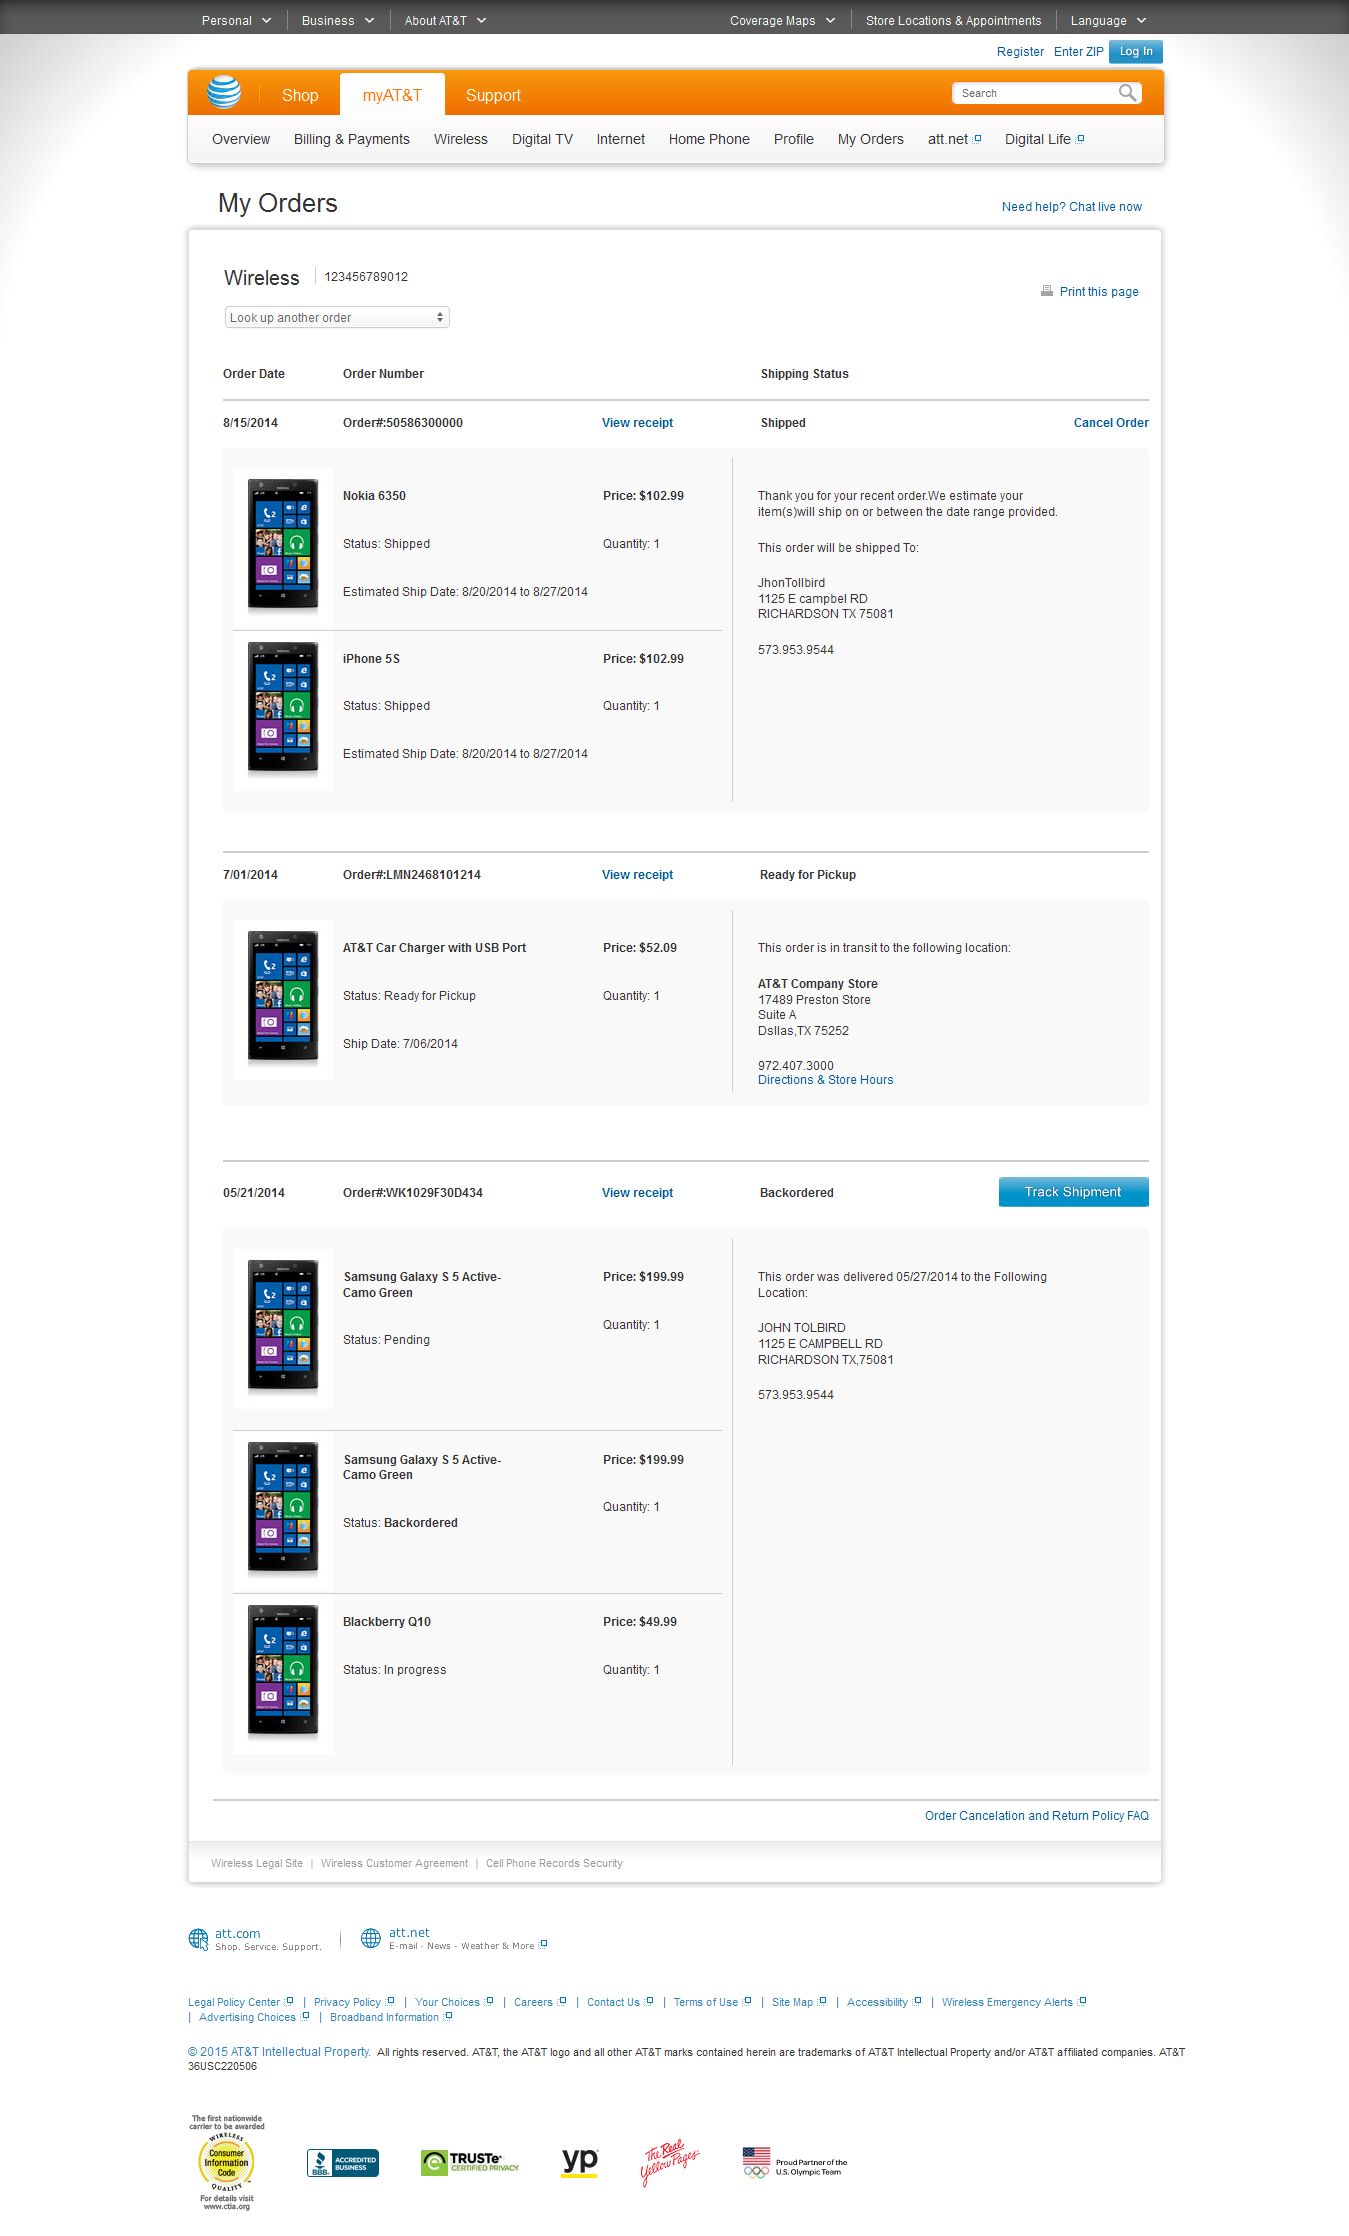 Personal Business About AT&T Coverage Maps Store Locations & Appointments Language
Register Enter ZIP Log In
Shop myAT&T Support Search
Overview Billing & Payments Wireless Digital TV Internet Home Phone Profile My Orders att.net Digital Life
My Orders Need help? Chat live now
Wireless 123456789012
Print this page
Look up another order
Order Date Order Number Shipping Status
8/15/2014 Order#:50586300000 View receipt Shipped Cancel Order
Nokia 6350 Price: $102.99
Status: Shipped Quantity: 1
Estimated Ship Date: 8/20/2014 to 8/27/2014
Thank you for your recent order.We estimate your
item(s)will ship on or between the date range provided.
This order will be shipped To:
JhonTollbird
1125 E campbel RD
RICHARDSON TX 75081
573.953.9544
iPhone 5S Price: $102.99
Status: Shipped Quantity: 1
Estimated Ship Date: 8/20/2014 to 8/27/2014
7/01/2014 Order#:LMN2468101214 View receipt Ready for Pickup
AT&T Car Charger with USB Port Price: $52.09
Status: Ready for Pickup Quantity: 1
Ship Date: 7/06/2014
This order is in transit to the following location:
AT&T Company Store
17489 Preston Store
Suite A
Dsllas,TX 75252
972.407.3000
Directions & Store Hours
05/21/2014 Order#:WK1029F30D434 View receipt Backordered Track Shipment
Samsung Galaxy S 5 Active- Price: $199.99
Camo Green
Quantity: 1
Status: Pending
This order was delivered 05/27/2014 to the Following
Location:
JOHN TOLBIRD
1125 E CAMPBELL RD
RICHARDSON TX,75081
573.953.9544
Samsung Galaxy S 5 Active- Price: $199.99
Camo Green
Quantity: 1
Status: Backordered
Blackberry Q10 Price: $49.99
Status: In progress Quantity: 1
Order Cancelation and Return Policy FAQ
Wireless Legal Site | Wireless Customer Agreement | Cell Phone Records Security
att.com
Shop. Service. Support.
att.net
E-mail - News - Weather & More
Legal Policy Center | Privacy Policy | Your Choices | Careers | Contact Us | Terms of Use | Site Map | Accessibility | Wireless Emergency Alerts
| Advertising Choices | Broadband Information
© 2015 AT&T Intellectual Property. All rights reserved. AT&T, the AT&T logo and all other AT&T marks contained herein are trademarks of AT&T Intellectual Property and/or AT&T affiliated companies. AT&T
36USC220506
The first nationwide
carrier to be awarded
WIRELESS
Consumer
Information
Code
QUALITY
For details visit
www.ctia.org
BBB. ACCREDITED
BUSINESS
TRUSTe
CERTIFIED PRIVACY
yp
The Real
Yellow Pages
Proud Partner of the
U.S. Olympic Team